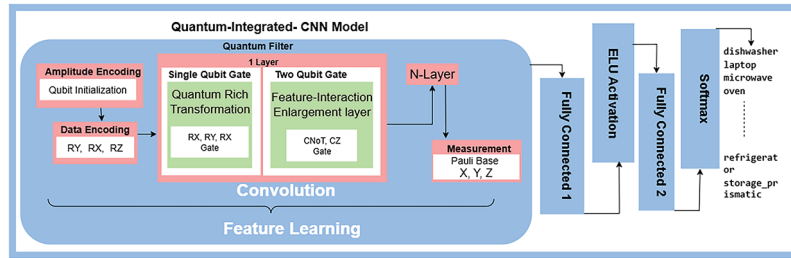 Quantum-Integrated- CNN Model
Quantum Filter
1 Layer
Amplitude Encoding
Qubit Initialization
Data Encoding
RY, RX, RZ
Single Qubit Gate
Quantum Rich
Transformation
RX, RY, RX
Gate
Two Qubit Gate
Feature-Interaction
Enlargement layer
CNoT, CZ
Gate
N-Layer
Measurement
Pauli Base
X, Y, Z
Convolution
Feature Learning
Fully Connected 1
ELU Activation
Fully Connected 2
Softmax
dishwasher
laptop
microwave
oven
refrigerat
or
storage_pr
ismatic